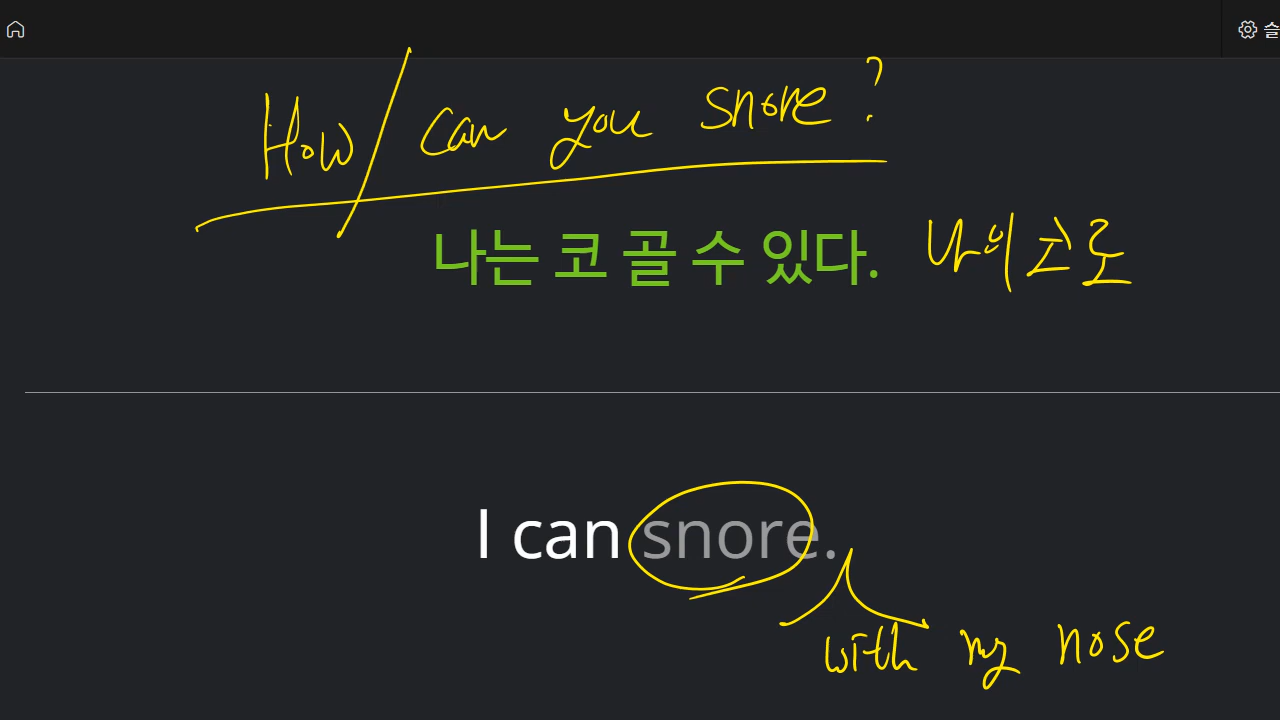 슬
How / can you snore?
나는 코 골 수 있다. 나의 코로
I can snore.
with my nose